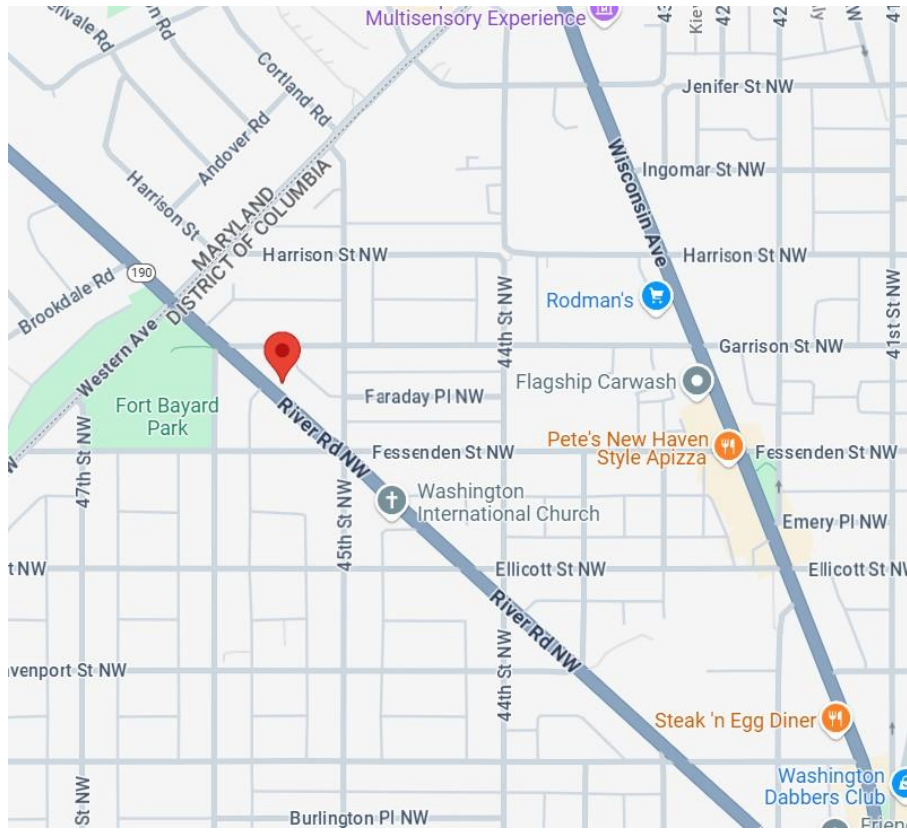 Multisensory Experience
Cortland Rd
Andover Rd
Harrison St
MARYLAND
DISTRICT OF COLUMBIA
Jenifer St NW
Wisconsin Ave
Ingomar St NW
190
Harrison St NW
Harrison St NW
Brookdale Rd
Rodman's
44th St NW
41st St NW
Western Ave
Garrison St NW
Flagship Carwash
Faraday Pl NW
Fort Bayard
Park
River Rd NW
Pete's New Haven
Style Apizza
Fessenden St NW
Fessenden St NW
47th St NW
Washington
International Church
45th St NW
Emery Pl NW
Ellicott St NW
Ellicott St NW
River Rd NW
44th St NW
avenport St NW
Steak 'n Egg Diner
Washington
Dabbers Club
Burlington Pl NW